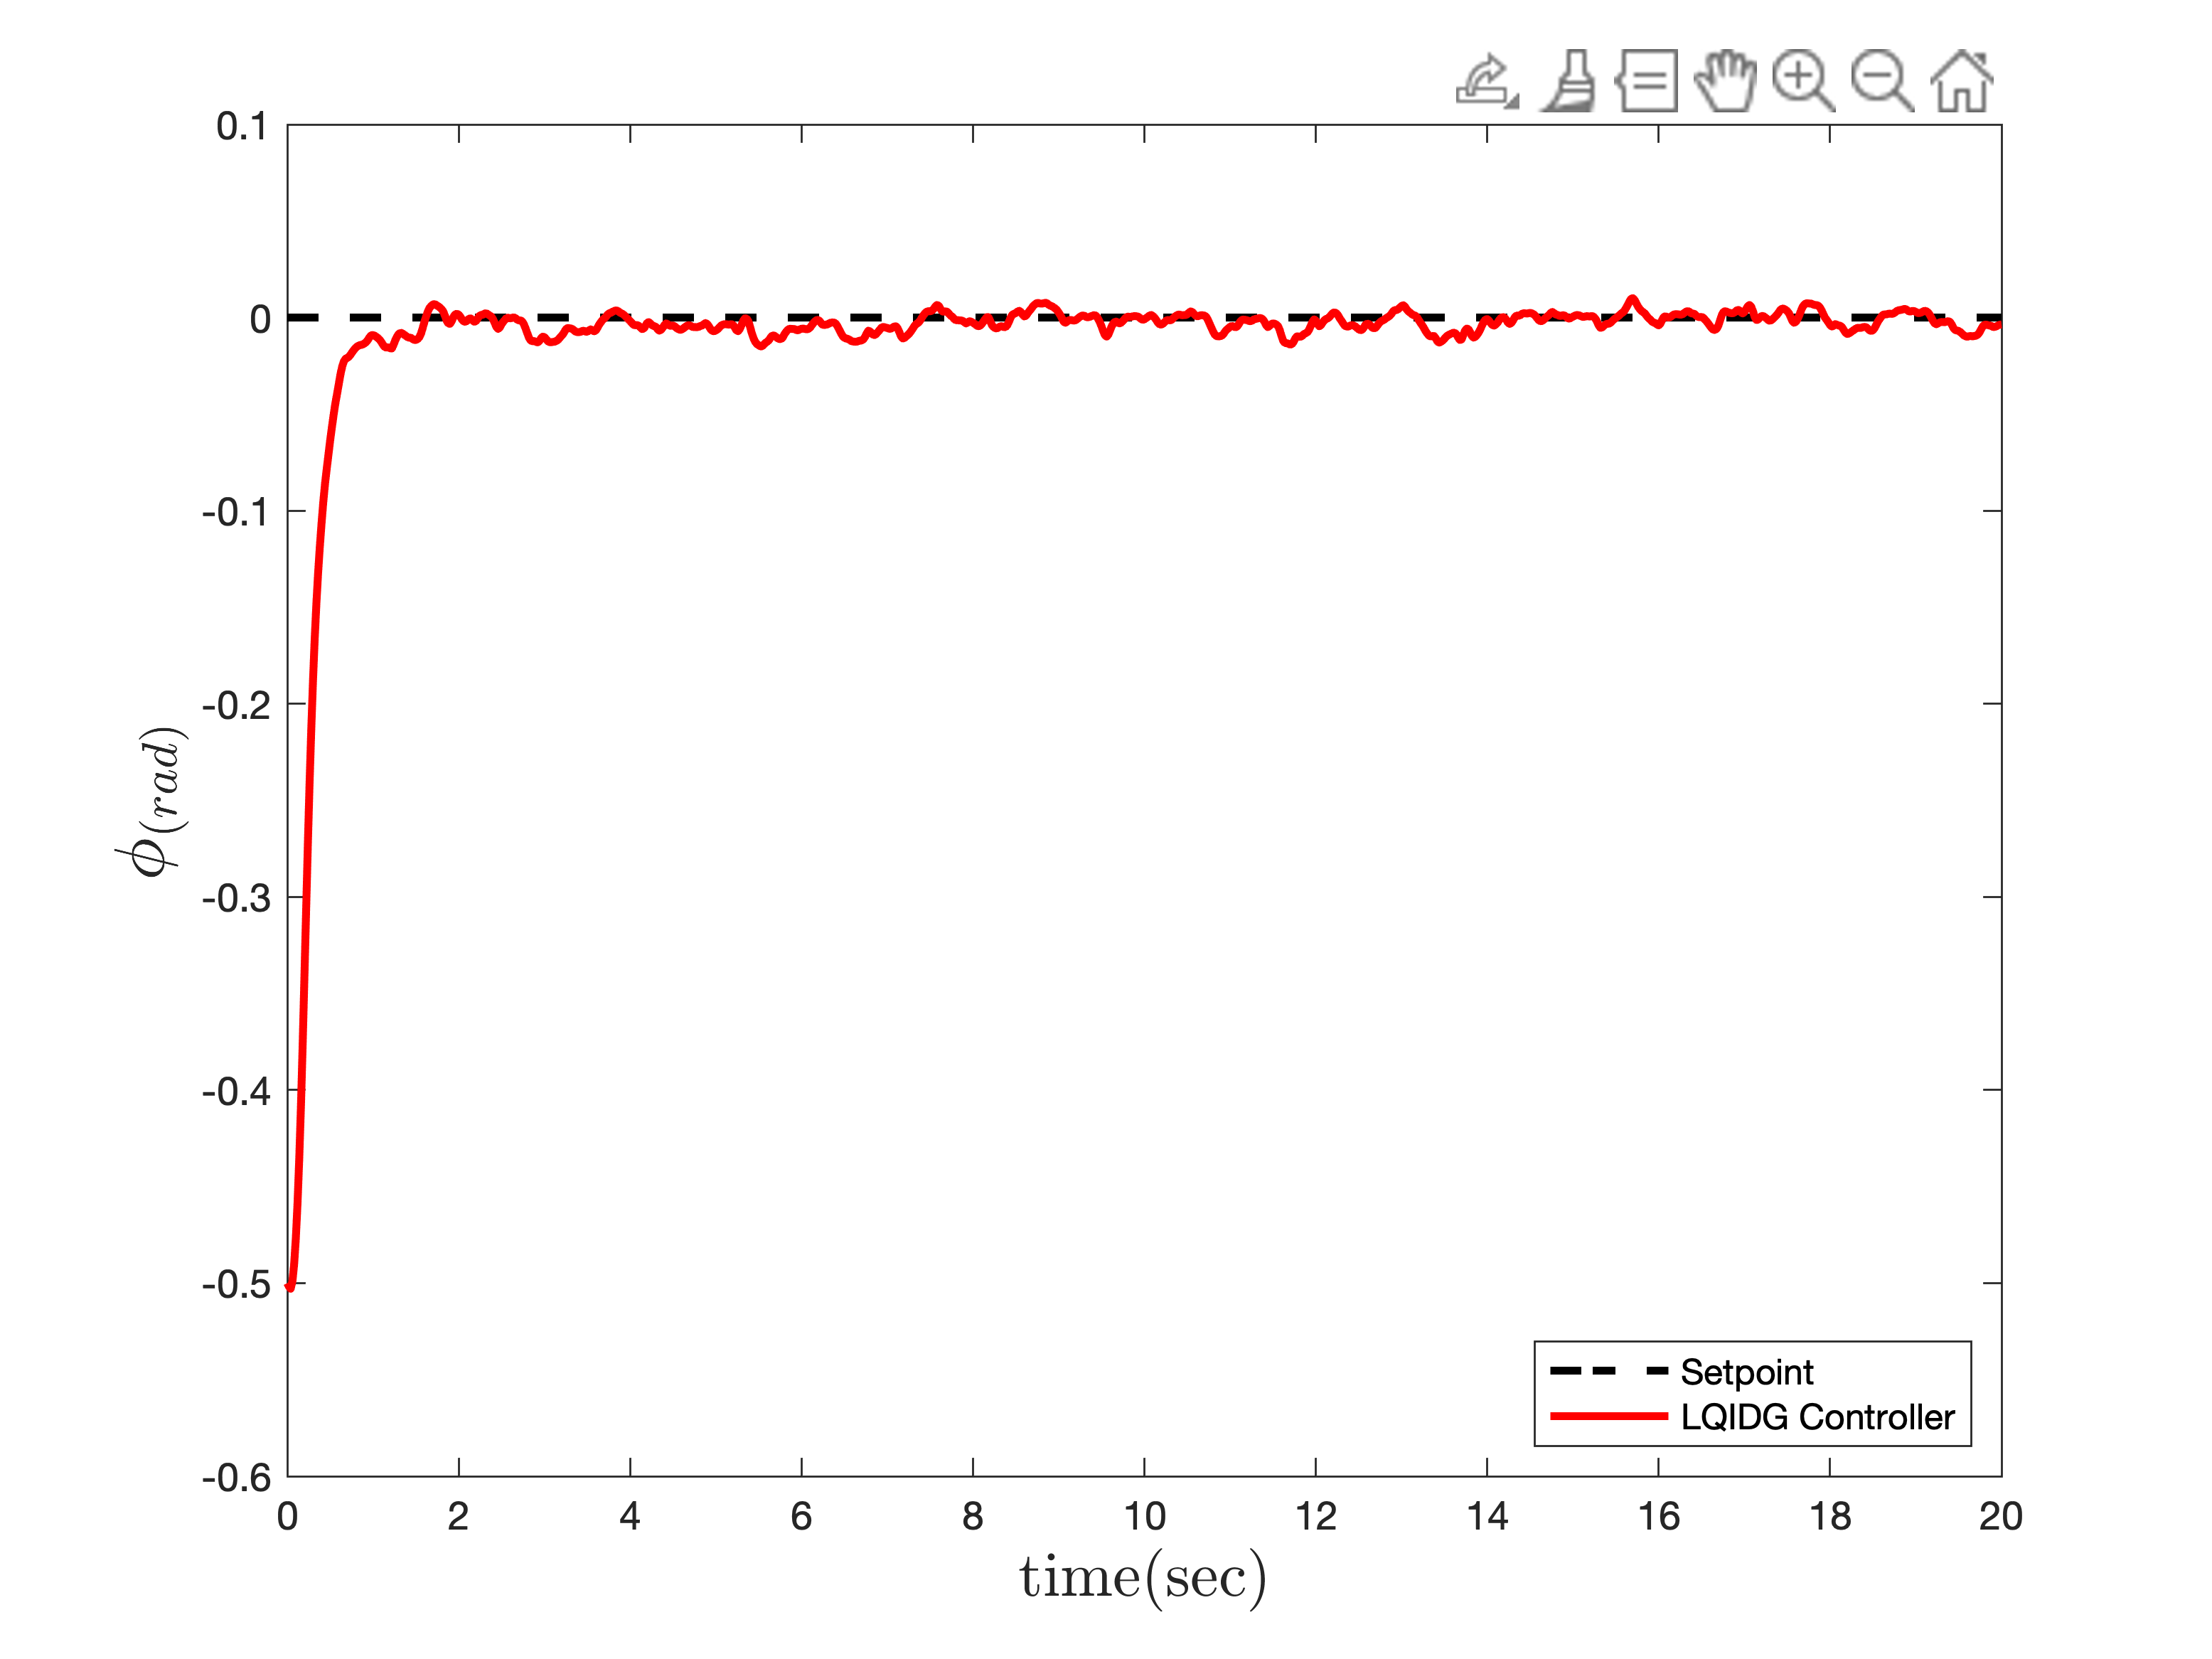 0.1
0
-0.1
-0.2
-0.3
-0.4
-0.5
-0.6
ϕ(rad)
0 2 4 6 8 10 12 14 16 18 20
time(sec)
Setpoint
LQIDG Controller